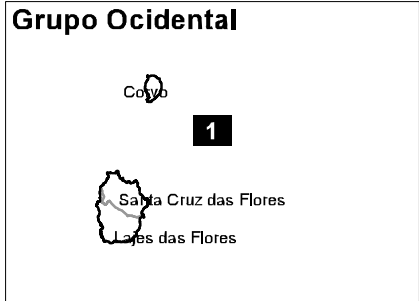 Grupo Ocidental
Corvo
1
Santa Cruz das Flores
Lajes das Flores